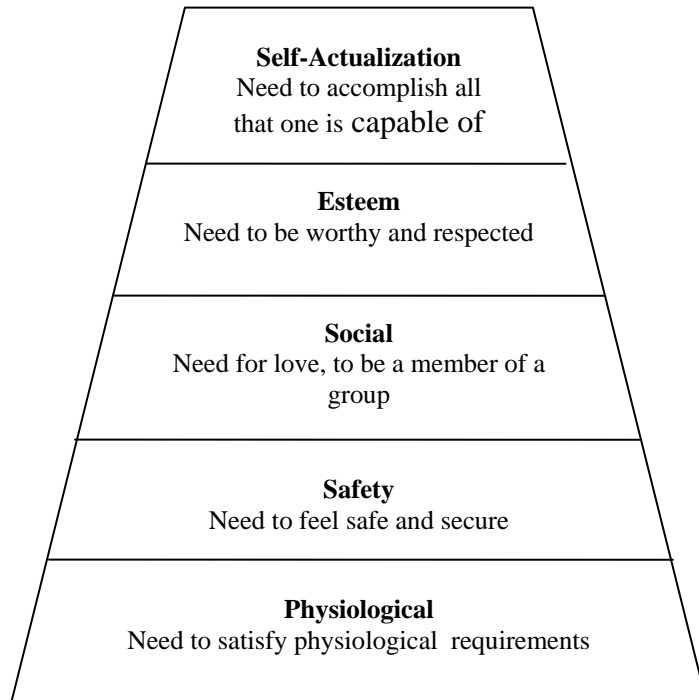 Self-Actualization
Need to accomplish all
that one is capable of
Esteem
Need to be worthy and respected
Social
Need for love, to be a member of a
group
Safety
Need to feel safe and secure
Physiological
Need to satisfy physiological  requirements